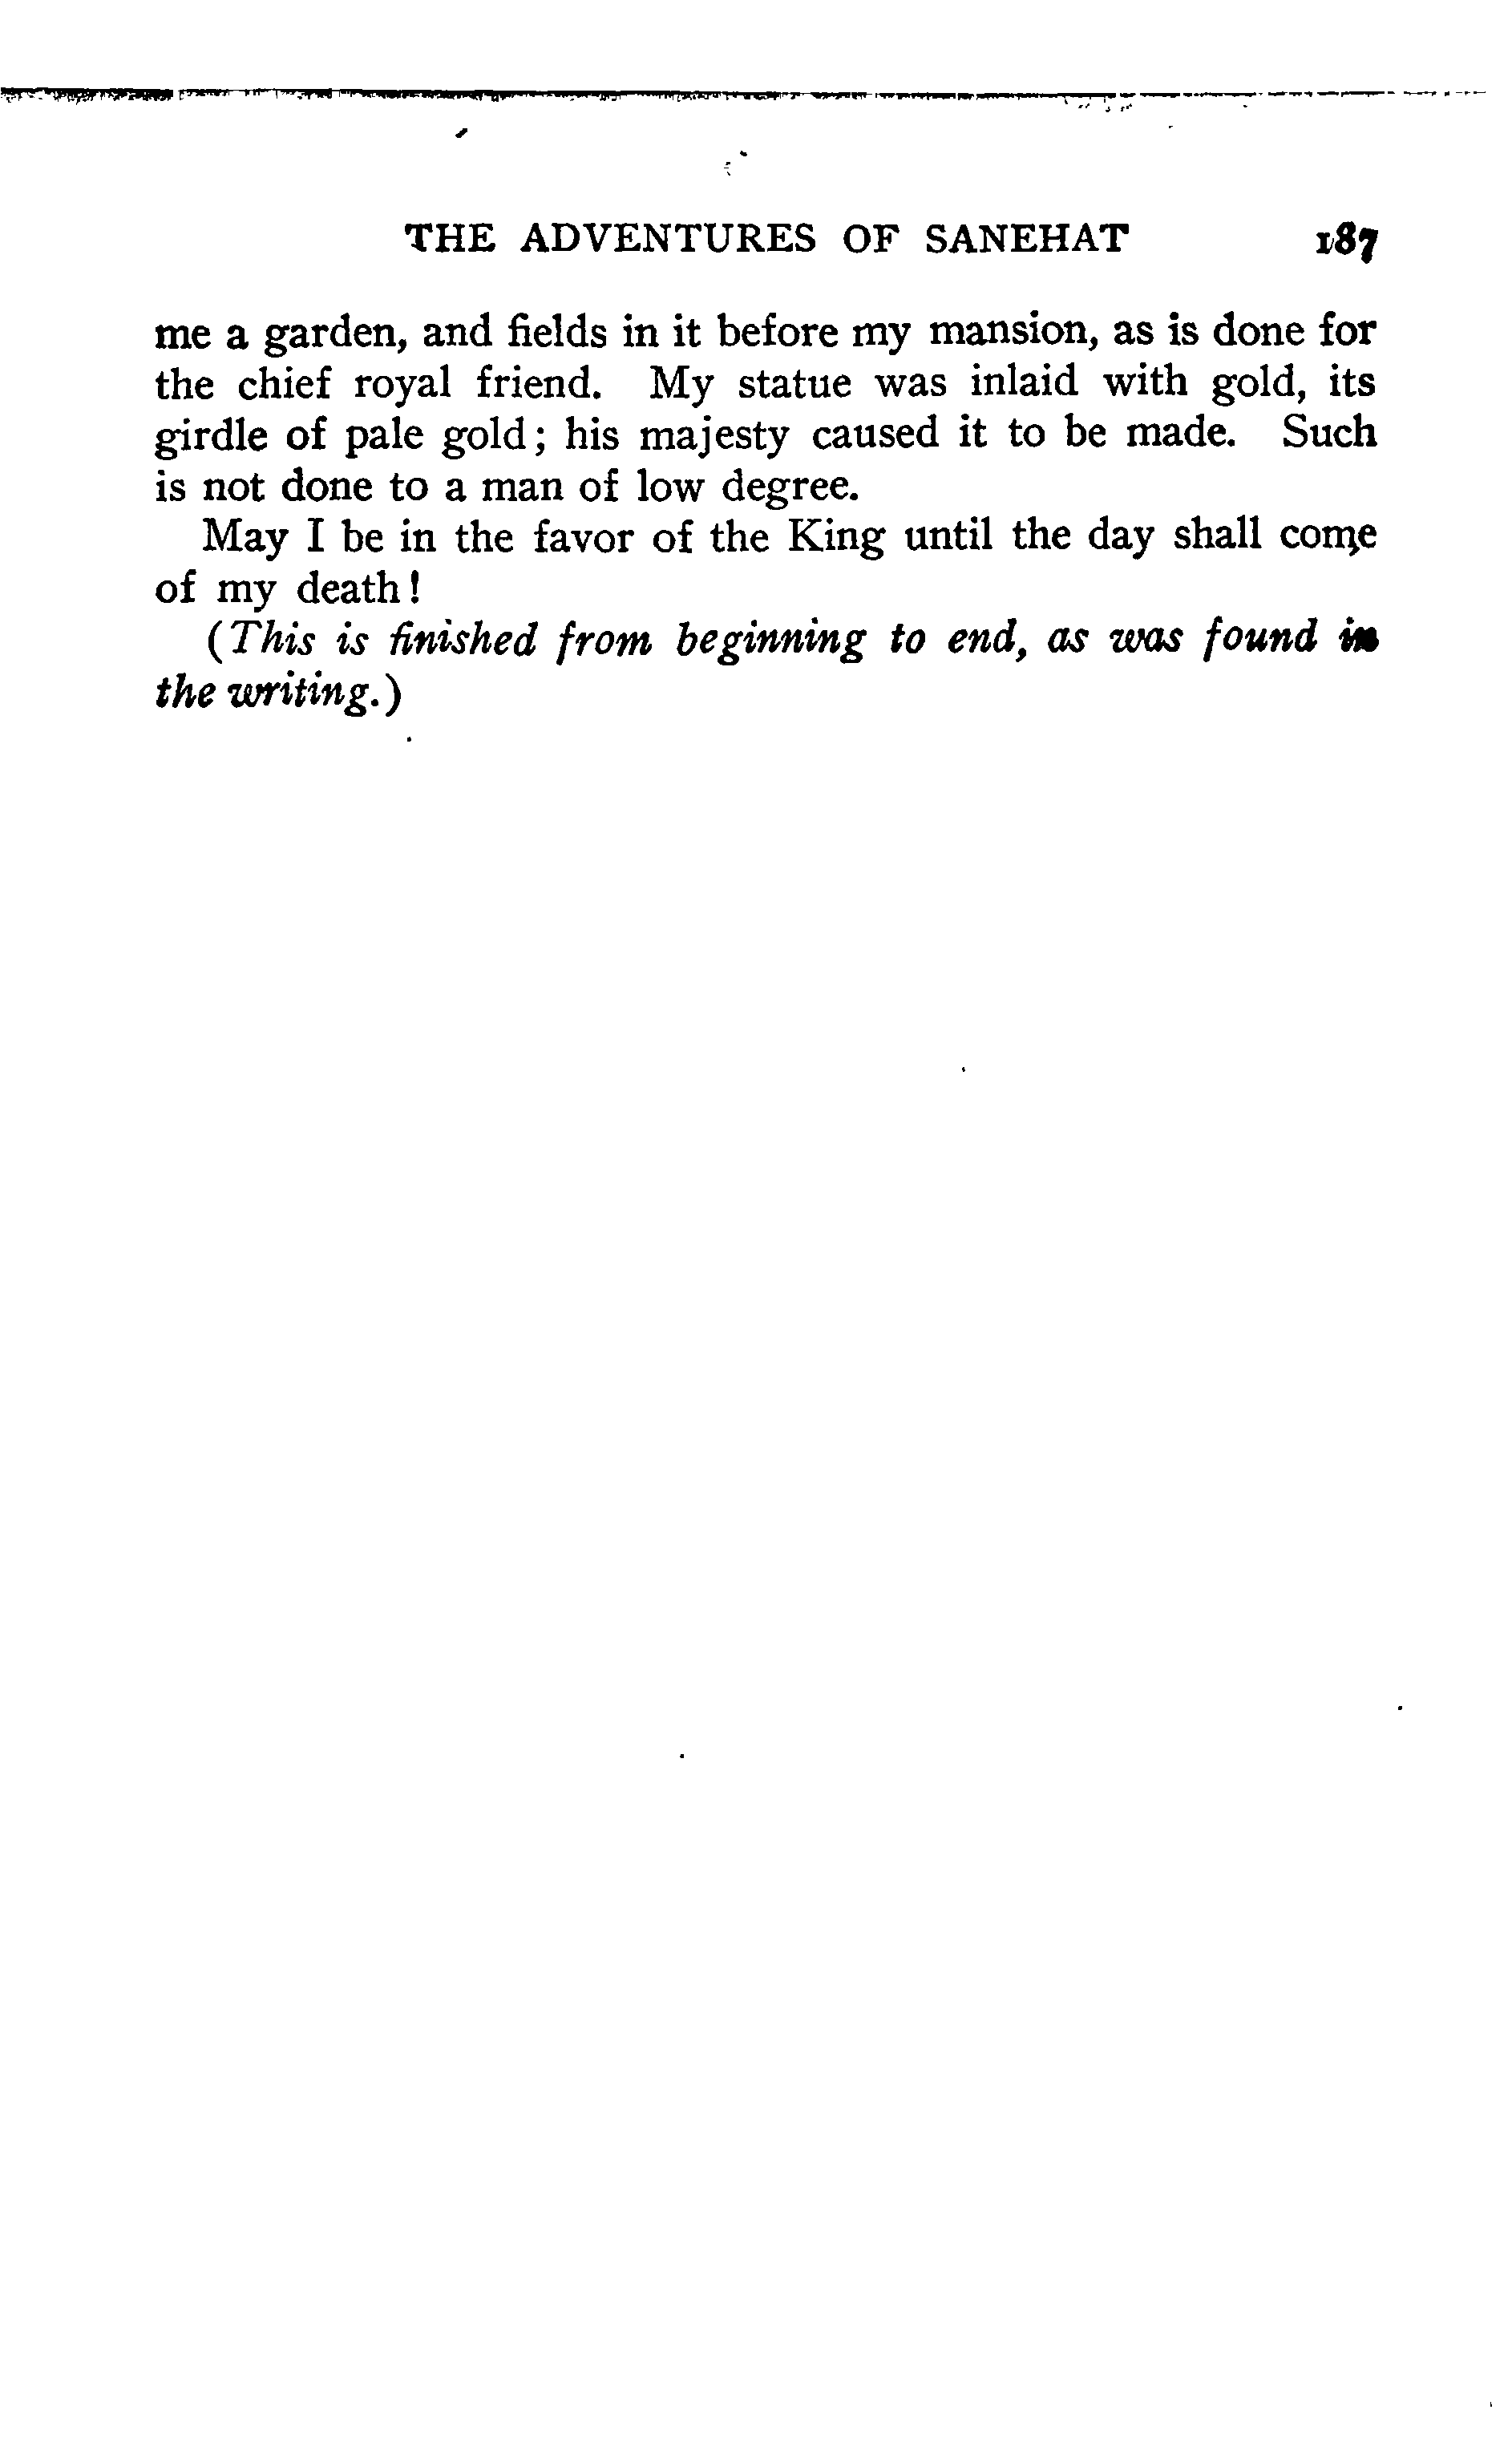 THE ADVENTURES OF SANEHAT 187
me a garden, and fields in it before my mansion, as is done for
the chief royal friend. My statue was inlaid with gold, its
girdle of pale gold; his majesty caused it to be made. Such
is not done to a man of low degree.
May I be in the favor of the King until the day shall come
of my death!
(This is finished from beginning to end, as was found in
the writing.)